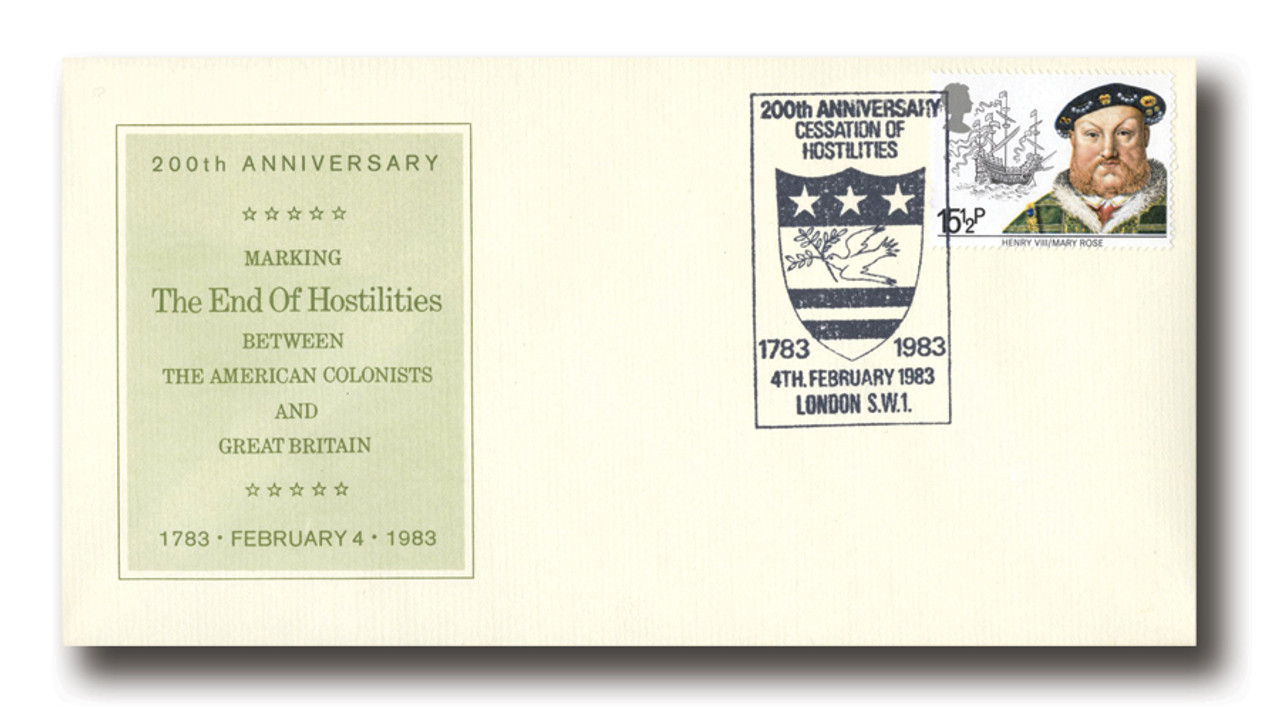 200th ANNIVERSARY
☆☆☆☆☆
MARKING
The End Of Hostilities
BETWEEN
THE AMERICAN COLONISTS
AND
GREAT BRITAIN
☆☆☆☆☆
1783 · FEBRUARY 4 · 1983
200th ANNIVERSARY
CESSATION OF
HOSTILITIES
1783 1983
4TH. FEBRUARY 1983
LONDON S.W.1.
15½P
HENRY VIII/MARY ROSE